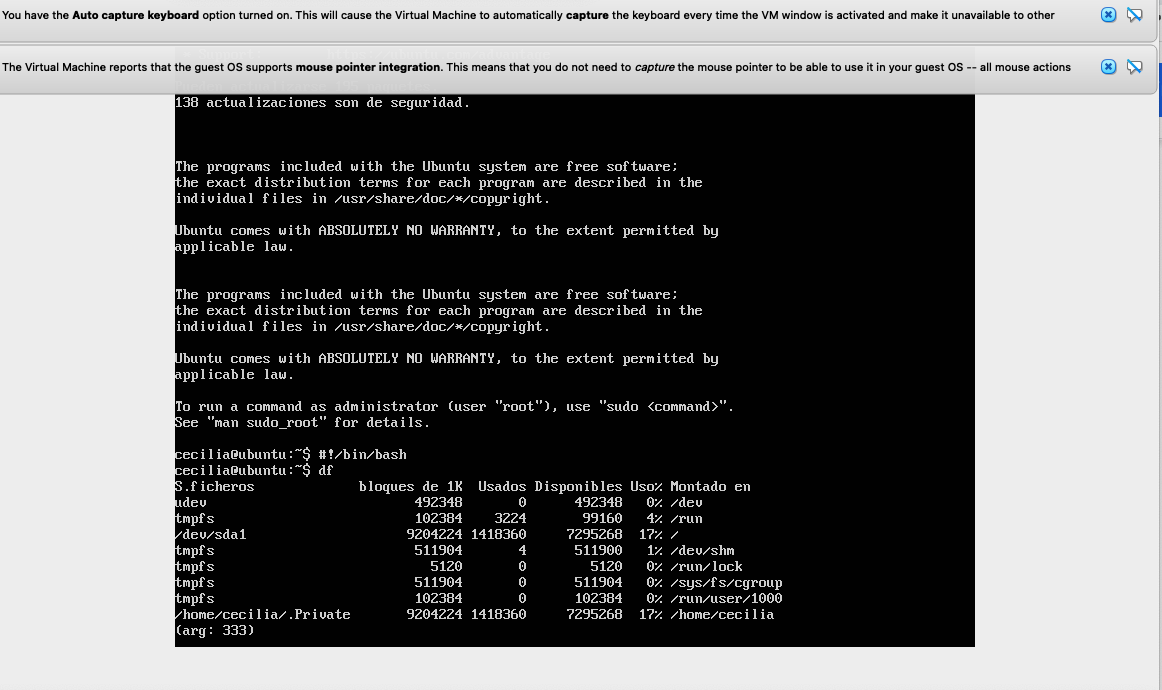 You have the Auto capture keyboard option turned on. This will cause the Virtual Machine to automatically capture the keyboard every time the VM window is activated and make it unavailable to other
The Virtual Machine reports that the guest OS supports mouse pointer integration. This means that you do not need to capture the mouse pointer to be able to use it in your guest OS -- all mouse actions
138 actualizaciones son de seguridad.
The programs included with the Ubuntu system are free software;
the exact distribution terms for each program are described in the
individual files in /usr/share/doc/*/copyright.
Ubuntu comes with ABSOLUTELY NO WARRANTY, to the extent permitted by
applicable law.
The programs included with the Ubuntu system are free software;
the exact distribution terms for each program are described in the
individual files in /usr/share/doc/*/copyright.
Ubuntu comes with ABSOLUTELY NO WARRANTY, to the extent permitted by
applicable law.
To run a command as administrator (user "root"), use "sudo <command>".
See "man sudo_root" for details.
cecilia@ubuntu:~$ #!/bin/bash
cecilia@ubuntu:~$ df
S.ficheros bloques de 1K Usados Disponibles Uso% Montado en
udev 492348 0 492348 0% /dev
tmpfs 102384 3224 99160 4% /run
/dev/sda1 9204224 1418360 7295268 17% /
tmpfs 511904 4 511900 1% /dev/shm
tmpfs 5120 0 5120 0% /run/lock
tmpfs 511904 0 511904 0% /sys/fs/cgroup
tmpfs 102384 0 102384 0% /run/user/1000
/home/cecilia/.Private 9204224 1418360 7295268 17% /home/cecilia
(arg: 333)